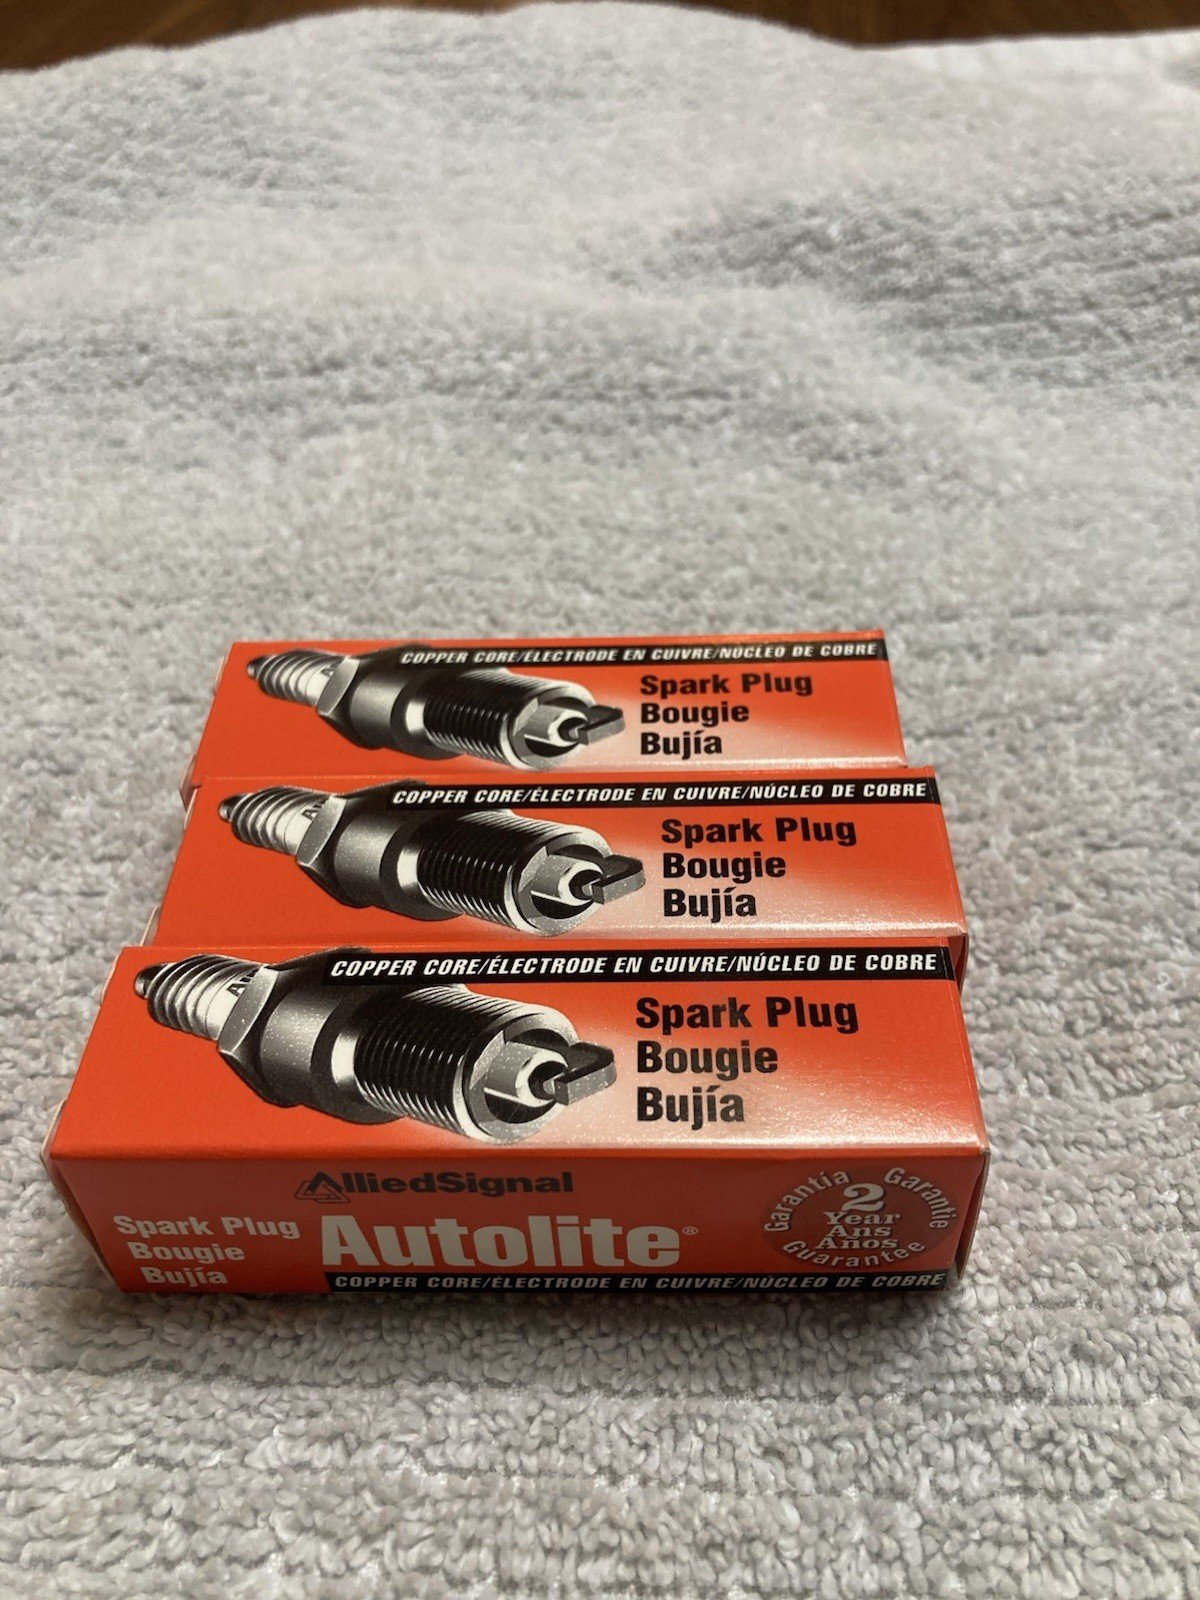 COPPER CORE/ÉLECTRODE EN CUIVRE/NÚCLEO DE COBRE
Spark Plug
Bougie
Bujía
COPPER CORE/ÉLECTRODE EN CUIVRE/NÚCLEO DE COBRE
Spark Plug
Bougie
Bujía
COPPER CORE/ÉLECTRODE EN CUIVRE/NÚCLEO DE COBRE
Spark Plug
Bougie
Bujía
AlliedSignal
Spark Plug
Bougie
Bujía
Autolite®
COPPER CORE/ÉLECTRODE EN CUIVRE/NÚCLEO DE COBRE
Garantía Garantie
2
Year
Ans
Años
Guarantee